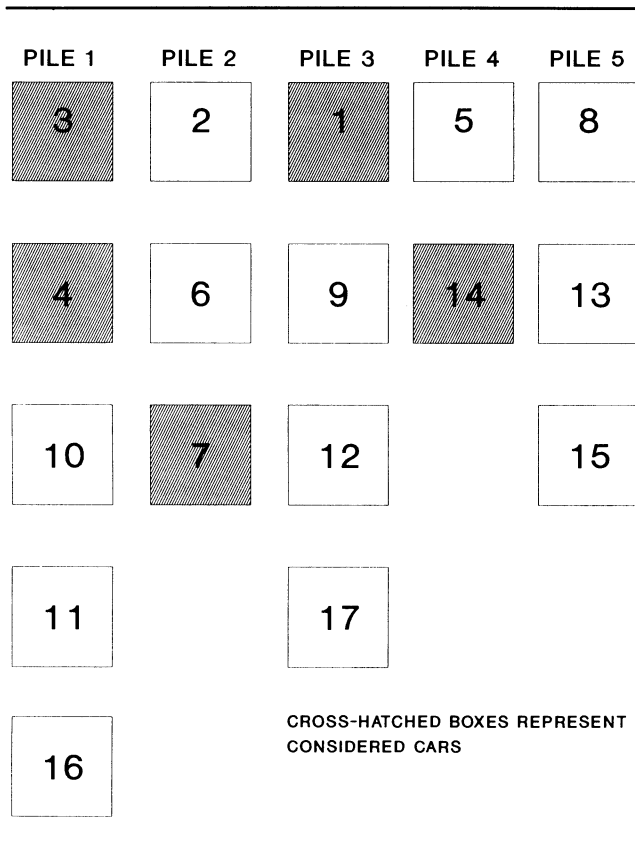 PILE 1 PILE 2 PILE 3 PILE 4 PILE 5
3 2 1 5 8
4 6 9 14 13
10 7 12 15
11 17
CROSS-HATCHED BOXES REPRESENT
CONSIDERED CARS
16